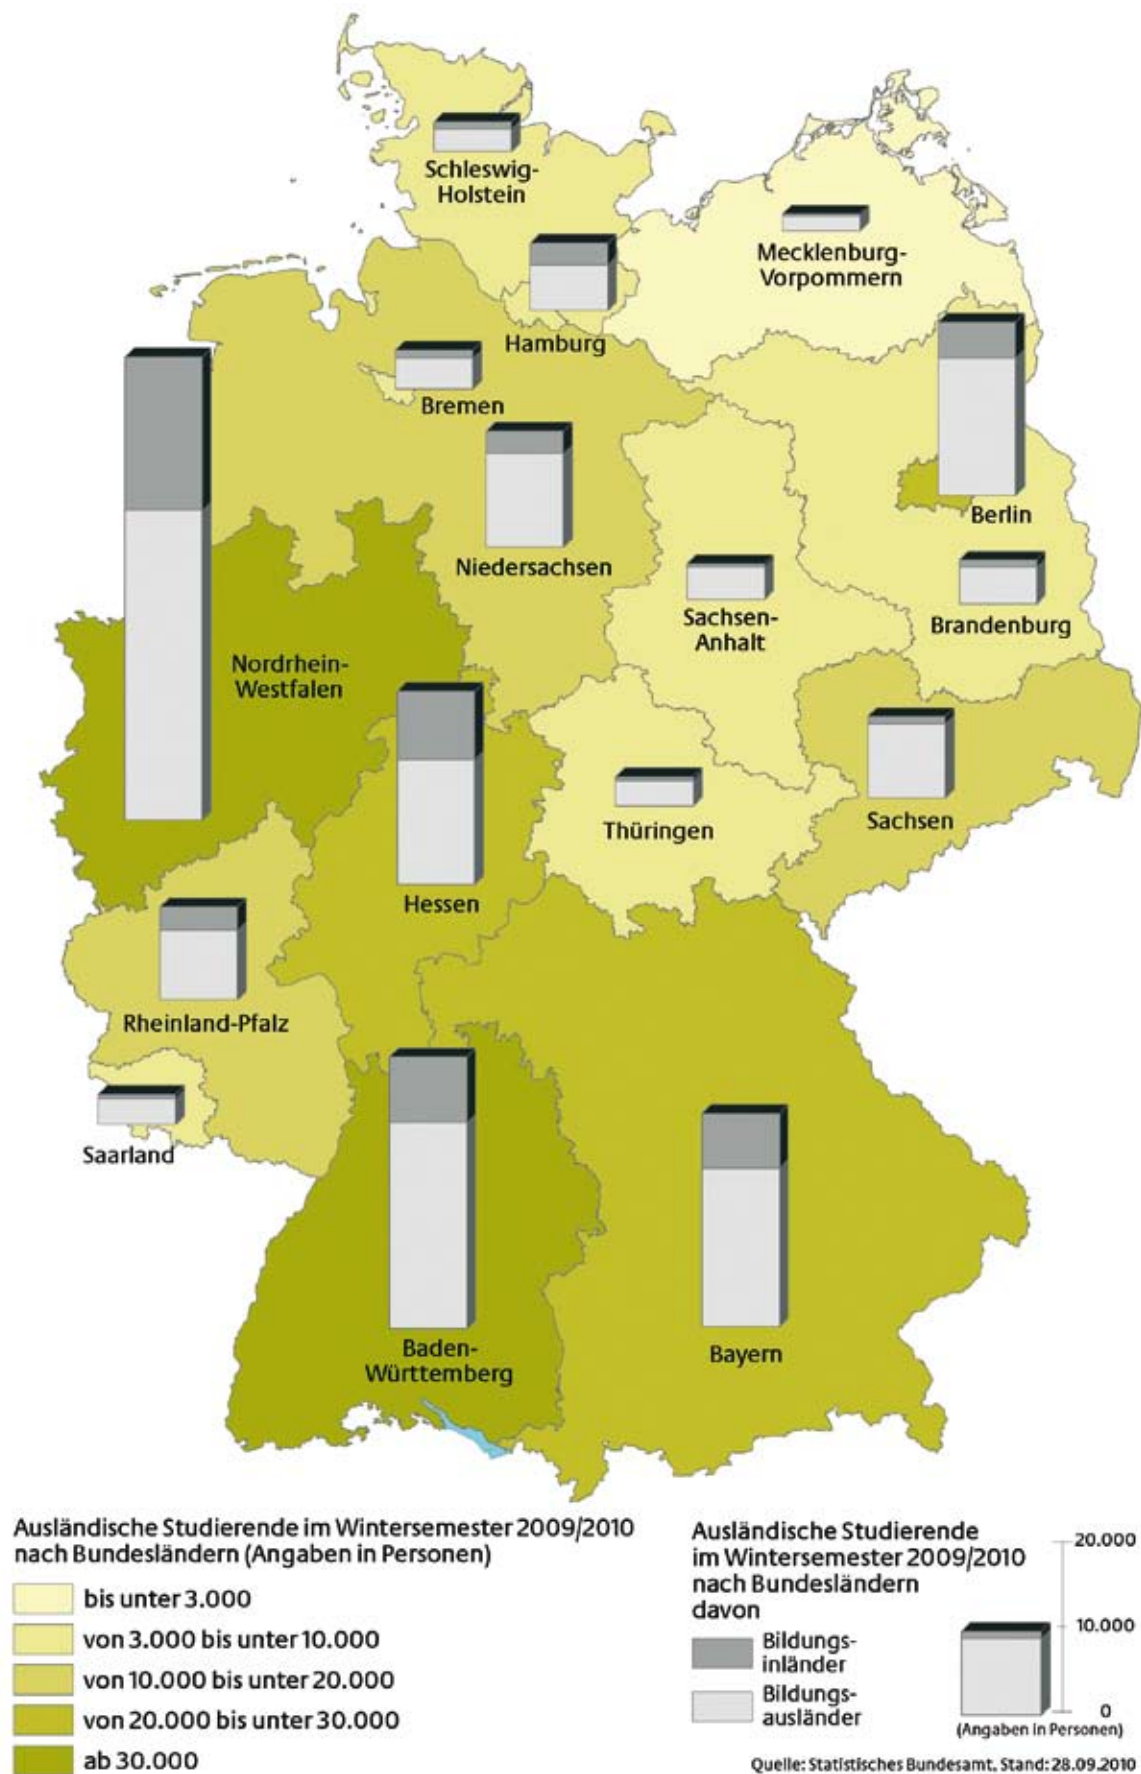 Schleswig-
Holstein
Mecklenburg-
Vorpommern
Hamburg
Bremen
Berlin
Niedersachsen
Sachsen-
Anhalt
Brandenburg
Nordrhein-
Westfalen
Sachsen
Thüringen
Hessen
Rheinland-Pfalz
Saarland
Baden-
Württemberg
Bayern
Ausländische Studierende im Wintersemester 2009/2010
nach Bundesländern (Angaben in Personen)
bis unter 3.000
von 3.000 bis unter 10.000
von 10.000 bis unter 20.000
von 20.000 bis unter 30.000
ab 30.000
Ausländische Studierende
im Wintersemester 2009/2010
nach Bundesländern
davon
Bildungs-
inländer
Bildungs-
ausländer
20.000
10.000
0
(Angaben in Personen)
Quelle: Statistisches Bundesamt, Stand: 28.09.2010